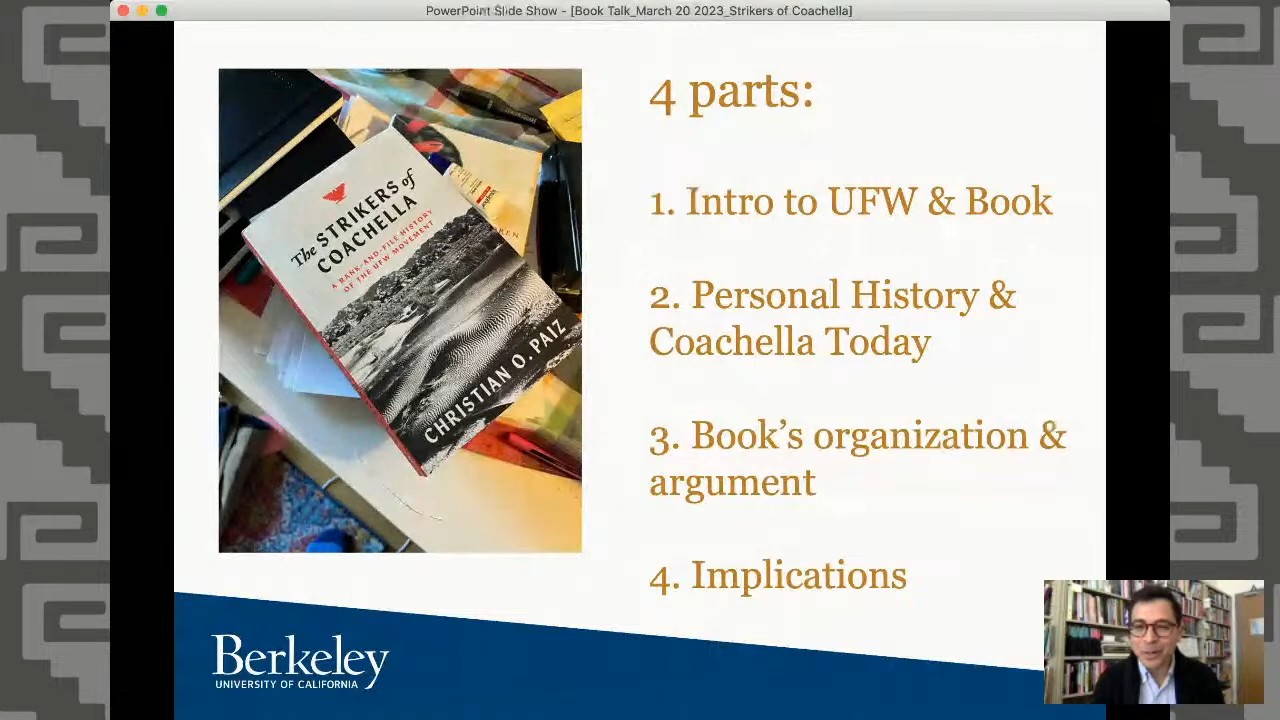 PowerPoint Slide Show - [Book Talk_March 20 2023_Strikers of Coachella]
4 parts:
1. Intro to UFW & Book
2. Personal History &
Coachella Today
3. Book's organization &
argument
4. Implications
The STRIKERS of
COACHELLA
A RANK-AND-FILE HISTORY
OF THE UFW MOVEMENT
CHRISTIAN O. PAIZ
Berkeley
UNIVERSITY OF CALIFORNIA